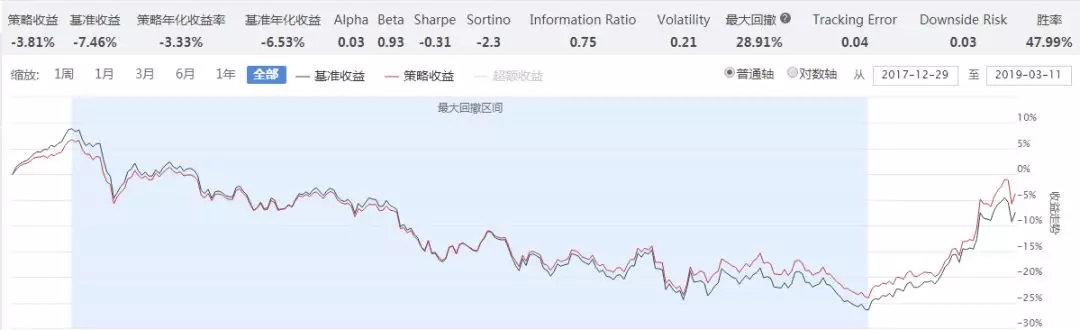 策略收益 基准收益 策略年化收益率 基准年化收益率 Alpha Beta Sharpe Sortino Information Ratio Volatility 最大回撤 ? Tracking Error Downside Risk 胜率
-3.81% -7.46% -3.33% -6.53% 0.03 0.93 -0.31 -2.3 0.75 0.21 28.91% 0.04 0.03 47.99%
缩放: 1周 1月 3月 6月 1年 全部 基准收益 策略收益 超额收益 普通轴 对数轴 从 2017-12-29 至 2019-03-11
最大回撤区间
10%
5%
0%
-5%
-10%
-15%
-20%
-25%
-30%
收益趋势